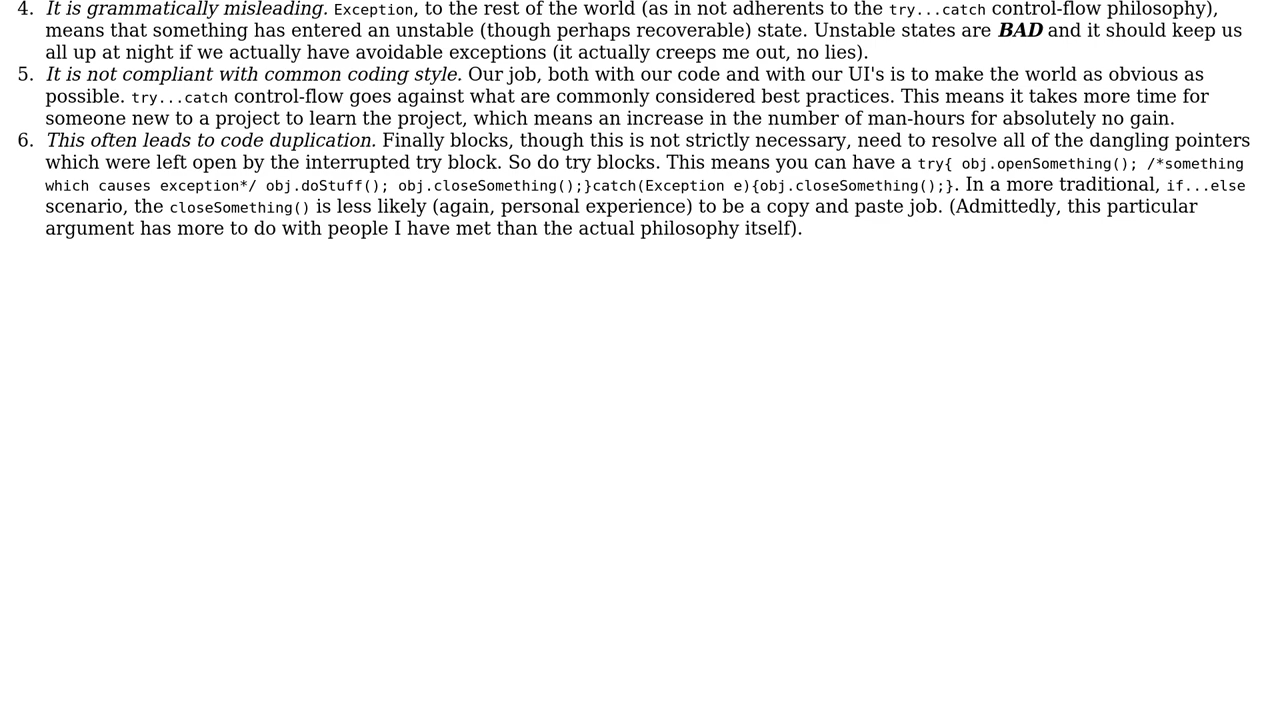 4. It is grammatically misleading. Exception, to the rest of the world (as in not adherents to the try...catch control-flow philosophy),
means that something has entered an unstable (though perhaps recoverable) state. Unstable states are BAD and it should keep us
all up at night if we actually have avoidable exceptions (it actually creeps me out, no lies).
5. It is not compliant with common coding style. Our job, both with our code and with our UI's is to make the world as obvious as
possible. try...catch control-flow goes against what are commonly considered best practices. This means it takes more time for
someone new to a project to learn the project, which means an increase in the number of man-hours for absolutely no gain.
6. This often leads to code duplication. Finally blocks, though this is not strictly necessary, need to resolve all of the dangling pointers
which were left open by the interrupted try block. So do try blocks. This means you can have a try{ obj.openSomething(); /*something
which causes exception*/ obj.doStuff(); obj.closeSomething();}catch(Exception e){obj.closeSomething();}. In a more traditional, if...else
scenario, the closeSomething() is less likely (again, personal experience) to be a copy and paste job. (Admittedly, this particular
argument has more to do with people I have met than the actual philosophy itself).